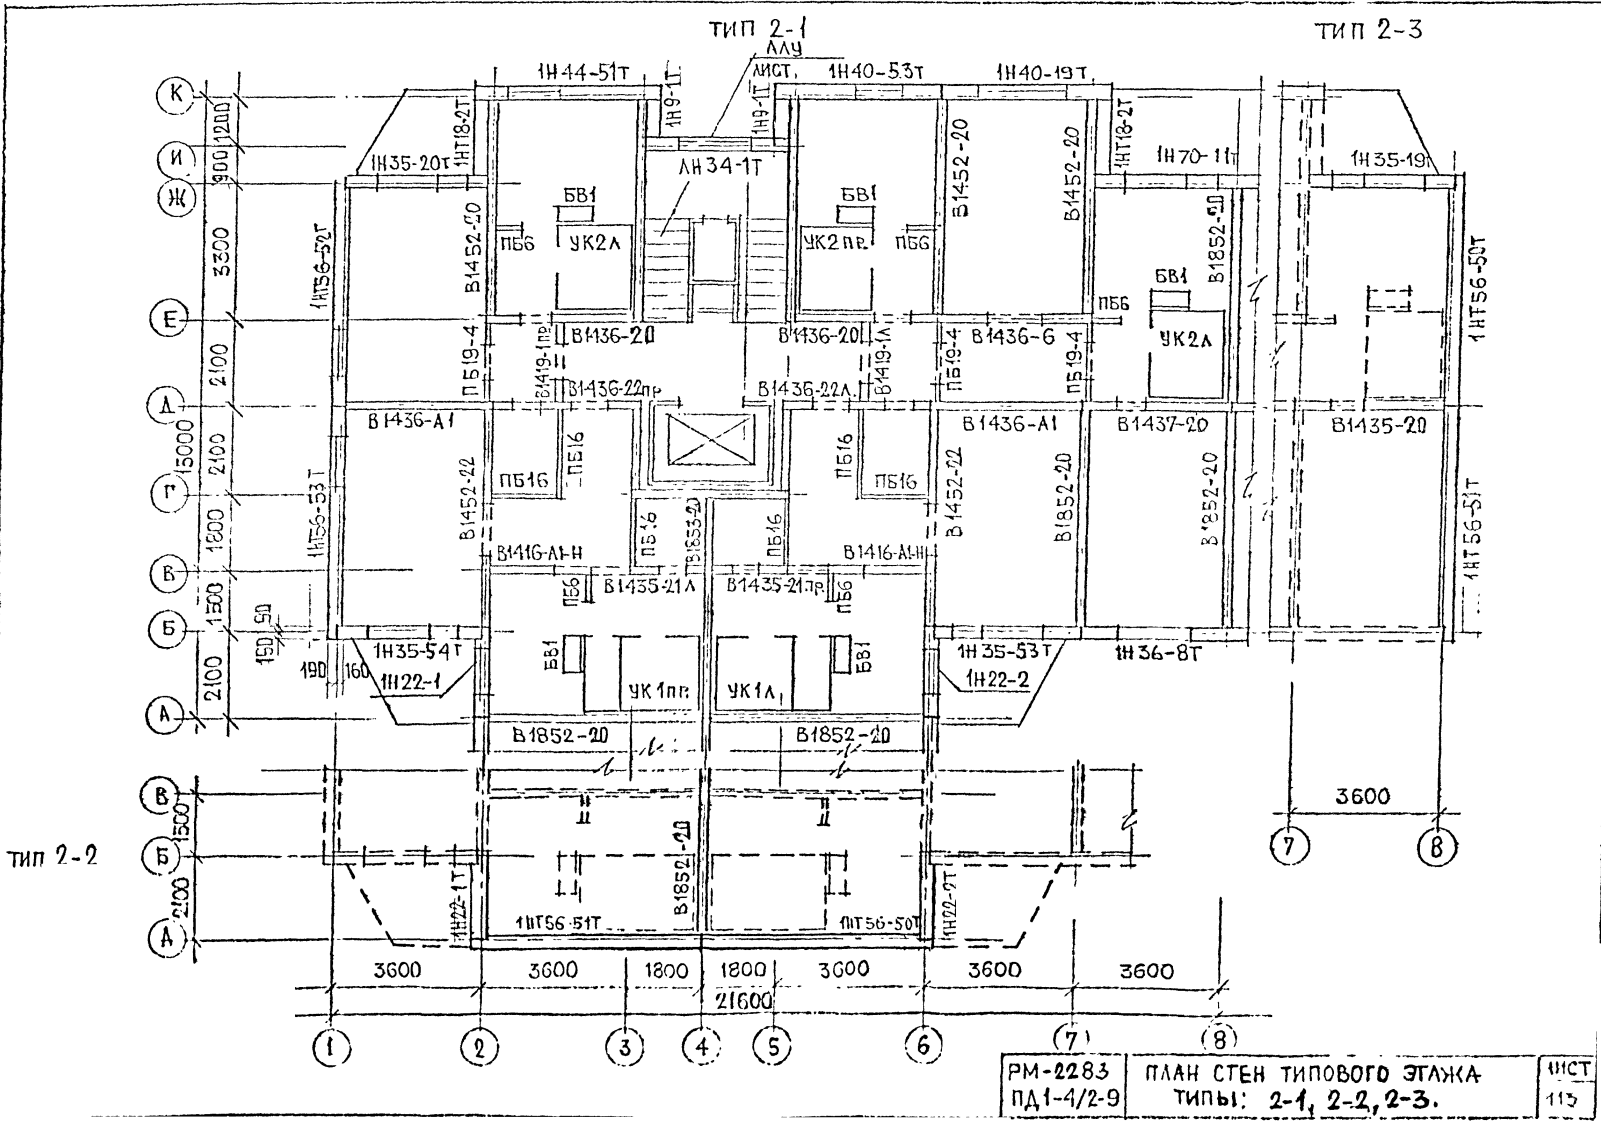 ТИП 2-1
ТИП 2-3
АЛУ
ЛИСТ.
1Н44-51Т
1Н9-1Т
1Н9-1Т
1Н40-53Т
1Н40-19Т
К
И
Ж
Е
Д
Г
В
Б
А
1200
900
3300
2100
2100
1800
1500
2100
15000
50
190
190
160
1Н35-20Т
1НТ18-2Т
ЛН34-1Т
1НТ18-2Т
1Н70-11Т
1Н35-19Т
1НТ56-52Т
В1452-20
ПБ6
БВ1
УК2Л
БВ1
УК2ПР.
ПБ6
В1452-20
В1452-20
В1852-20
БВ1
ПБ6
УК2Л
1НТ56-50Т
ПБ19-4
В1419-1ПР
В1436-20
В1436-20
В1419-1Л
ПБ19-4
В1436-6
ПБ19-4
В1436-22ПР
В1436-22Л.
В1436-А1
В1436-А1
В1437-20
В1435-20
1НТ56-53Т
В1452-22
ПБ16
ПБ16
ПБ16
ПБ16
В1452-22
В1852-20
В1852-20
1НТ56-51Т
ПБ16
В1853-20
ПБ16
В1416-А1-Н
В1416-А1-Н
ПБ6
В1435-21Л
В1435-21ПР.
ПБ6
1Н35-54Т
1Н22-1
БВ1
УК1ПР.
УК1Л
БВ1
1Н35-53Т
1Н22-2
1Н36-8Т
В1852-20
В1852-20
3600
7
8
ТИП 2-2
В
Б
А
1500
2100
1Н22-1Т
1НТ56-51Т
В1852-20
1НТ56-50Т
1Н22-2Т
3600
3600
1800
1800
3600
3600
3600
21600
1
2
3
4
5
6
7
8
РМ-2283
ПД1-4/2-9
ПЛАН СТЕН ТИПОВОГО ЭТАЖА
ТИПЫ: 2-1, 2-2, 2-3.
ЛИСТ
113